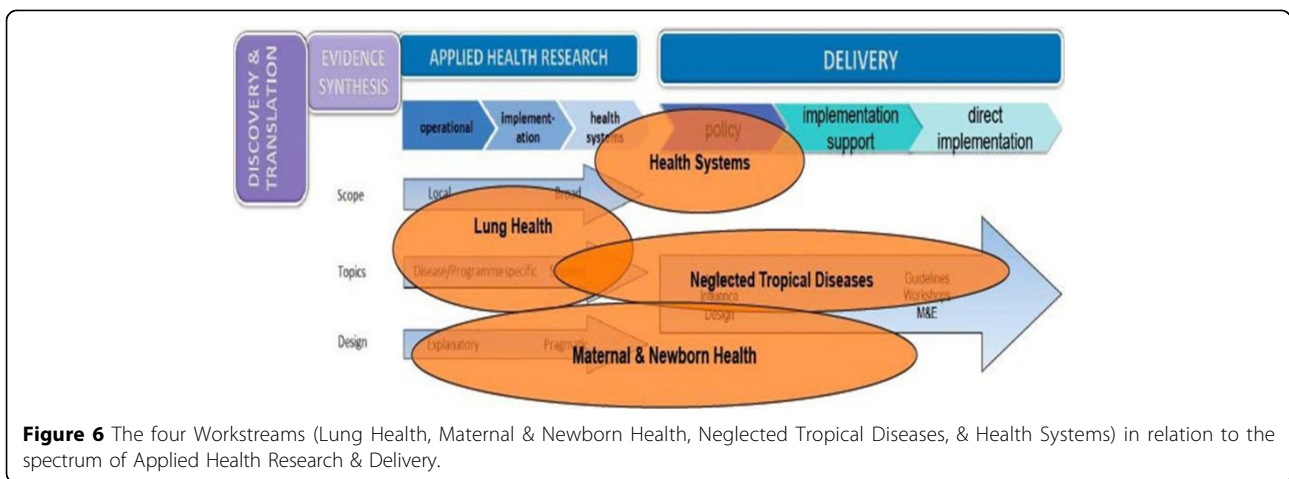 DISCOVERY &
TRANSLATION
EVIDENCE
SYNTHESIS
APPLIED HEALTH RESEARCH
DELIVERY
operational
implement-
ation
health
systems
policy
implementation
support
direct
implementation
Health Systems
Scope
Local
Broad
Lung Health
Topics
Disease/Programme specific
Neglected Tropical Diseases
Influence
Design
Guidelines
Workshops
M&E
Design
Explanatory
Pragmatic
Maternal & Newborn Health
Figure 6 The four Workstreams (Lung Health, Maternal & Newborn Health, Neglected Tropical Diseases, & Health Systems) in relation to the
spectrum of Applied Health Research & Delivery.